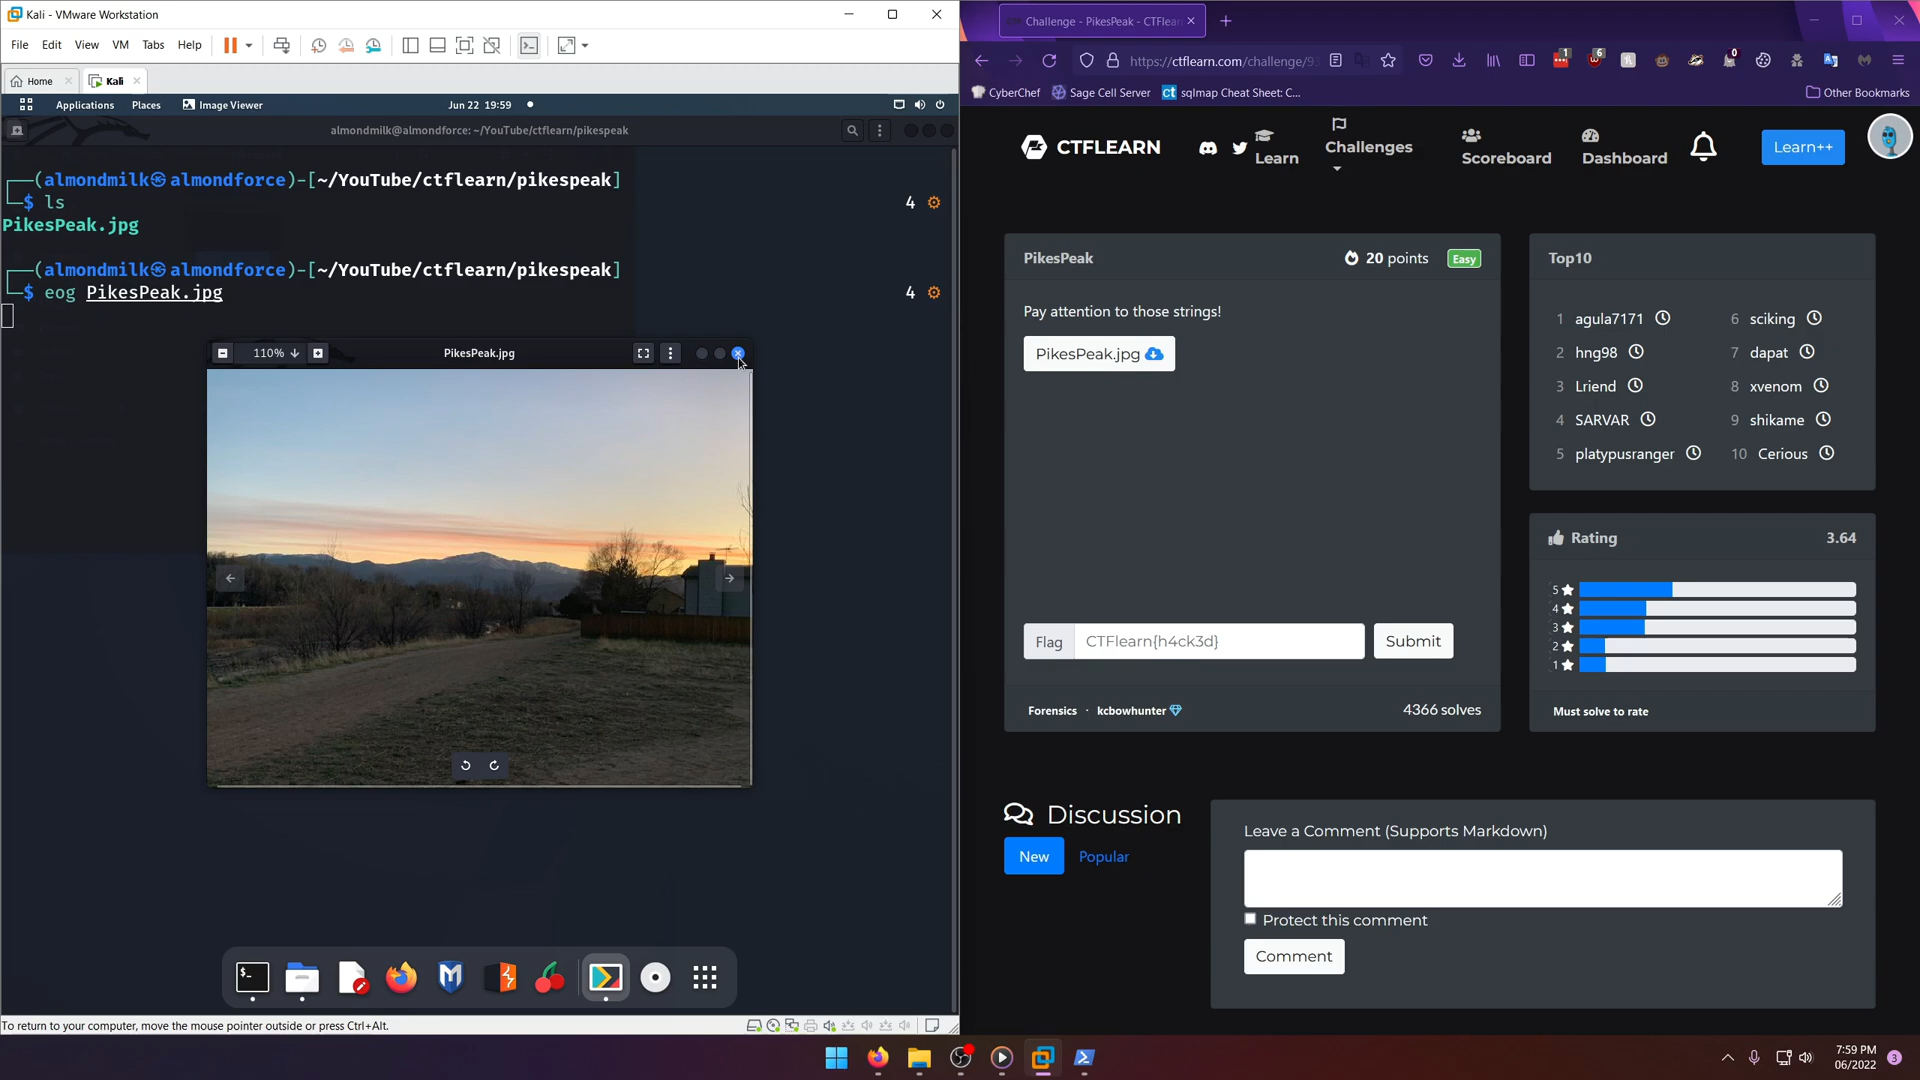 Kali - VMware Workstation
File Edit View VM Tabs Help
Home
Kali
Applications Places Image Viewer Jun 22 19:59
almondmilk@almondforce: ~/YouTube/ctflearn/pikespeak
(almondmilk㉿almondforce)-[~/YouTube/ctflearn/pikespeak]
$ ls 4
PikesPeak.jpg
(almondmilk㉿almondforce)-[~/YouTube/ctflearn/pikespeak]
$ eog PikesPeak.jpg 4
110% PikesPeak.jpg
To return to your computer, move the mouse pointer outside or press Ctrl+Alt.
Challenge - PikesPeak - CTFlear
https://ctflearn.com/challenge/9
1 6 0
CyberChef Sage Cell Server ct sqlmap Cheat Sheet: C... Other Bookmarks
CTFLEARN
Learn
Challenges
Scoreboard
Dashboard
Learn++
PikesPeak 20 points Easy
Pay attention to those strings!
PikesPeak.jpg
Flag CTFlearn{h4ck3d} Submit
Forensics · kcbowhunter 4366 solves
Top10
1 agula7171 6 sciking
2 hng98 7 dapat
3 Lriend 8 xvenom
4 SARVAR 9 shikame
5 platypusranger 10 Cerious
Rating 3.64
5
4
3
2
1
Must solve to rate
Discussion
New Popular
Leave a Comment (Supports Markdown)
Protect this comment
Comment
7:59 PM
06/2022
3